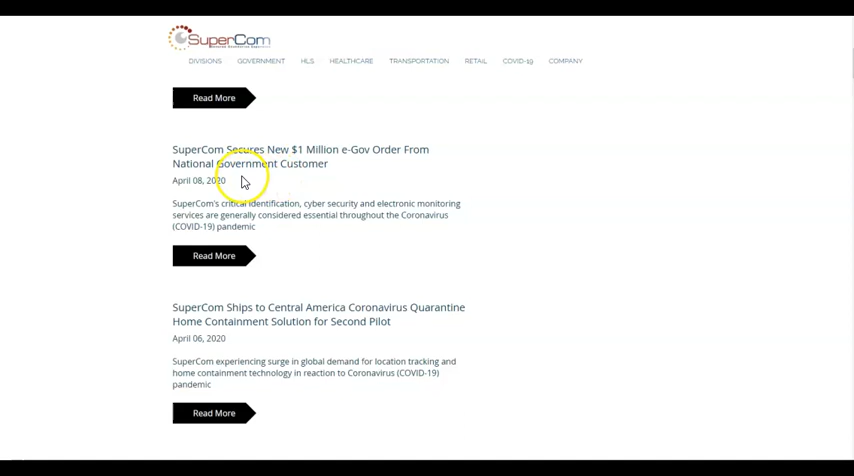 SuperCom
DIVISIONS GOVERNMENT HLS HEALTHCARE TRANSPORTATION RETAIL COVID-19 COMPANY
Read More
SuperCom Secures New $1 Million e-Gov Order From
National Government Customer
April 08, 2020
SuperCom's critical identification, cyber security and electronic monitoring
services are generally considered essential throughout the Coronavirus
(COVID-19) pandemic
Read More
SuperCom Ships to Central America Coronavirus Quarantine
Home Containment Solution for Second Pilot
April 06, 2020
SuperCom experiencing surge in global demand for location tracking and
home containment technology in reaction to Coronavirus (COVID-19)
pandemic
Read More